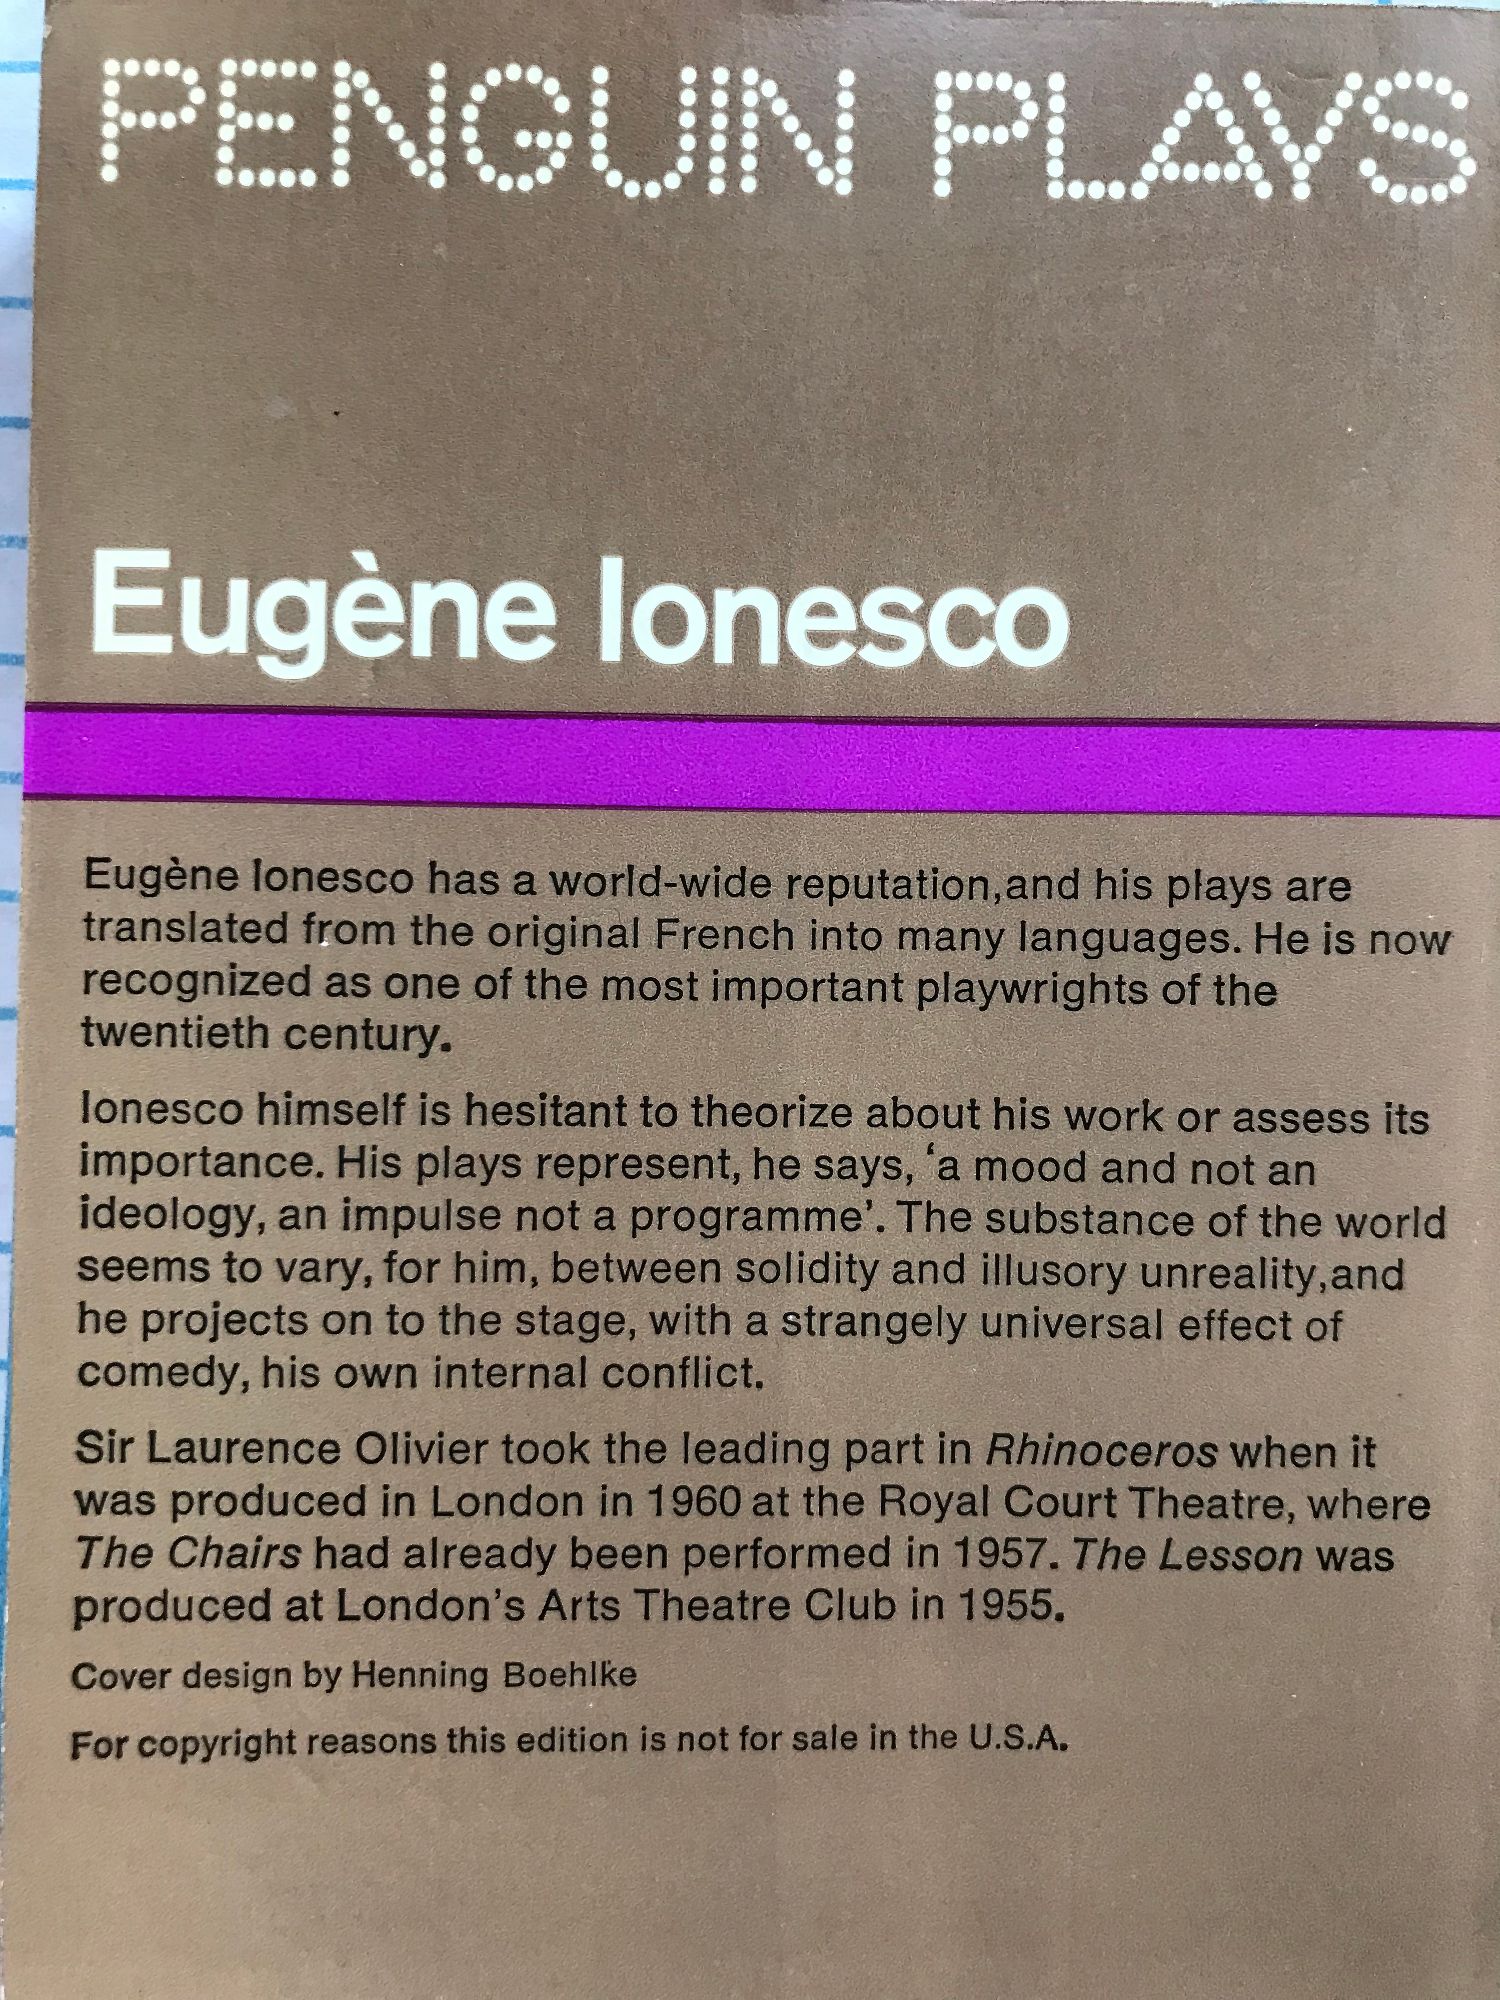 PENGUIN PLAYS
Eugène Ionesco
Eugène Ionesco has a world-wide reputation,and his plays are
translated from the original French into many languages. He is now
recognized as one of the most important playwrights of the
twentieth century.
Ionesco himself is hesitant to theorize about his work or assess its
importance. His plays represent, he says, ‘a mood and not an
ideology, an impulse not a programme’. The substance of the world
seems to vary, for him, between solidity and illusory unreality,and
he projects on to the stage, with a strangely universal effect of
comedy, his own internal conflict.
Sir Laurence Olivier took the leading part in Rhinoceros when it
was produced in London in 1960 at the Royal Court Theatre, where
The Chairs had already been performed in 1957. The Lesson was
produced at London’s Arts Theatre Club in 1955.
Cover design by Henning Boehlke
For copyright reasons this edition is not for sale in the U.S.A.